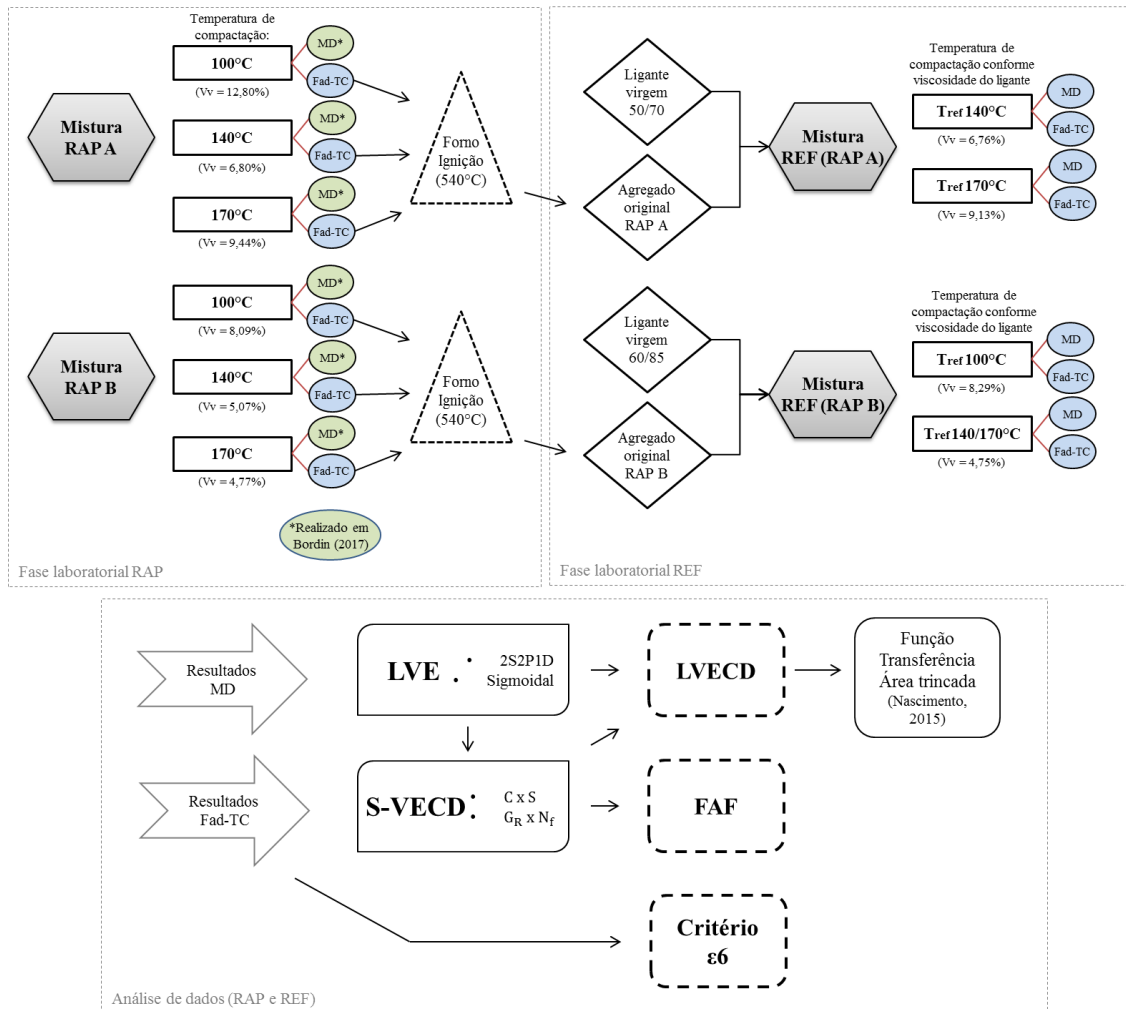 Temperatura de
compactação:
Mistura
RAP A
100°C
(Vv = 12,80%)
MD*
Fad-TC
140°C
(Vv = 6,80%)
MD*
Fad-TC
170°C
(Vv = 9,44%)
MD*
Fad-TC
Forno
Ignição
(540°C)
Mistura
RAP B
100°C
(Vv = 8,09%)
MD*
Fad-TC
140°C
(Vv = 5,07%)
MD*
Fad-TC
170°C
(Vv = 4,77%)
MD*
Fad-TC
Forno
Ignição
(540°C)
*Realizado em
Bordin (2017)
Fase laboratorial RAP
Ligante
virgem
50/70
Agregado
original
RAP A
Mistura
REF (RAP A)
Temperatura de
compactação conforme
viscosidade do ligante
Tref 140°C
(Vv = 6,76%)
MD
Fad-TC
Tref 170°C
(Vv = 9,13%)
MD
Fad-TC
Ligante
virgem
60/85
Agregado
original
RAP B
Mistura
REF (RAP B)
Temperatura de
compactação conforme
viscosidade do ligante
Tref 100°C
(Vv = 8,29%)
MD
Fad-TC
Tref 140/170°C
(Vv = 4,75%)
MD
Fad-TC
Fase laboratorial REF
Resultados
MD
LVE :
2S2P1D
Sigmoidal
LVECD
Função
Transferência
Área trincada
(Nascimento,
2015)
Resultados
Fad-TC
S-VECD:
C x S
GR x Nf
FAF
Critério
ε6
Análise de dados (RAP e REF)